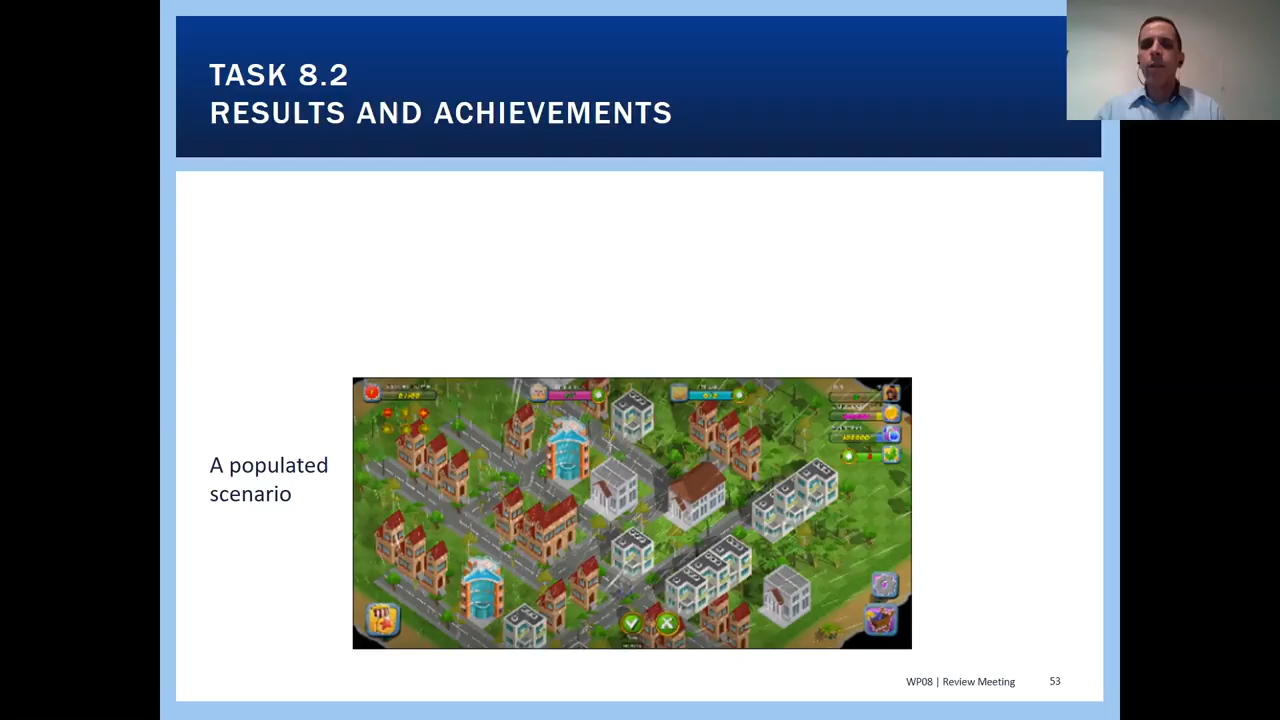 TASK 8.2
RESULTS AND ACHIEVEMENTS
A populated
scenario
WP08 | Review Meeting
53